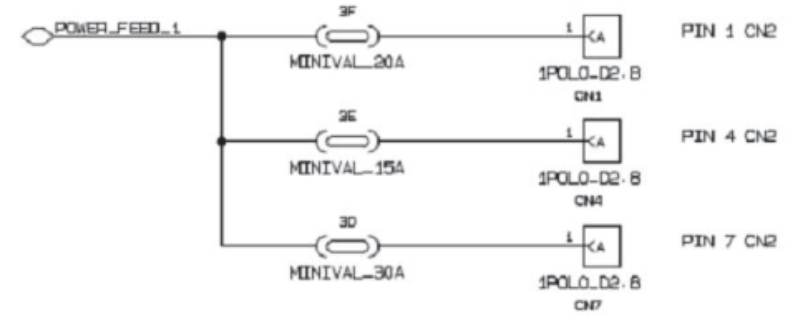 3F
POWER_FEED_1
1
A
PIN 1 CN2
MINIVAL_20A
1POLO_D2.8
CN1
3E
1
A
PIN 4 CN2
MINIVAL_15A
1POLO_D2.8
CN4
3D
1
A
PIN 7 CN2
MINIVAL_30A
1POLO_D2.8
CN7